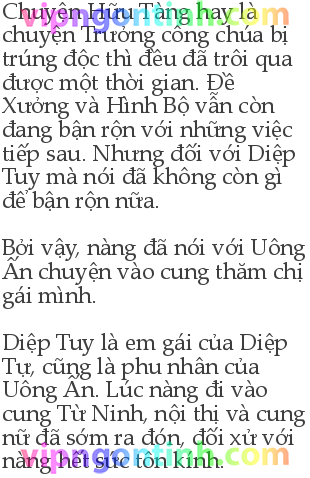 Chuyện Hữu Tàng hay là
vipngontinh.com
chuyện Trưởng công chúa bị
trúng độc thì đều đã trôi qua
được một thời gian. Đề
Xưởng và Hình Bộ vẫn còn
đang bận rộn với những việc
tiếp sau. Nhưng đối với Diệp
Tuy mà nói đã không còn gì
để bận rộn nữa.
Bởi vậy, nàng đã nói với Uông
Ấn chuyện vào cung thăm chị
gái mình.
Diệp Tuy là em gái của Diệp
Tự, cũng là phu nhân của
Uông Ấn. Lúc nàng đi vào
cung Từ Ninh, nội thị và cung
nữ đã sớm ra đón, đối xử với
nàng hết sức tôn kính.
vipngontinh.com